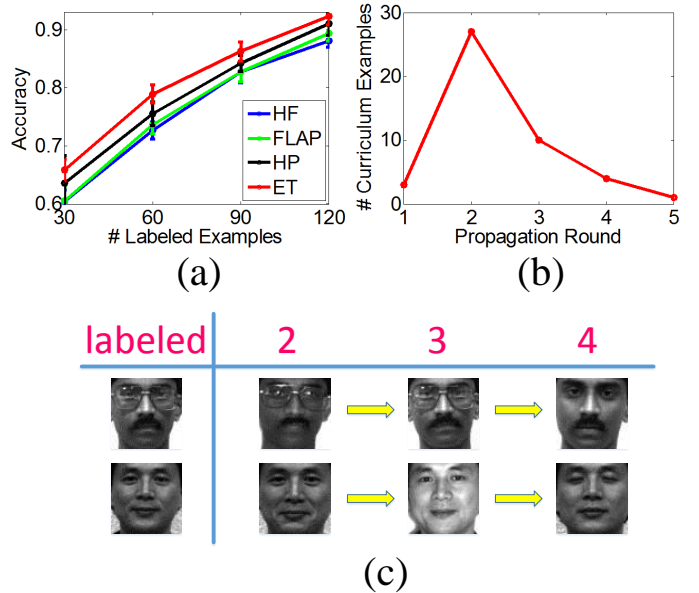 0.9
0.8
0.7
0.6
Accuracy
HF
FLAP
HP
ET
30 60 90 120
# Labeled Examples
(a)
30
20
10
0
# Curriculum Examples
1 2 3 4 5
Propagation Round
(b)
labeled 2 3 4
(c)